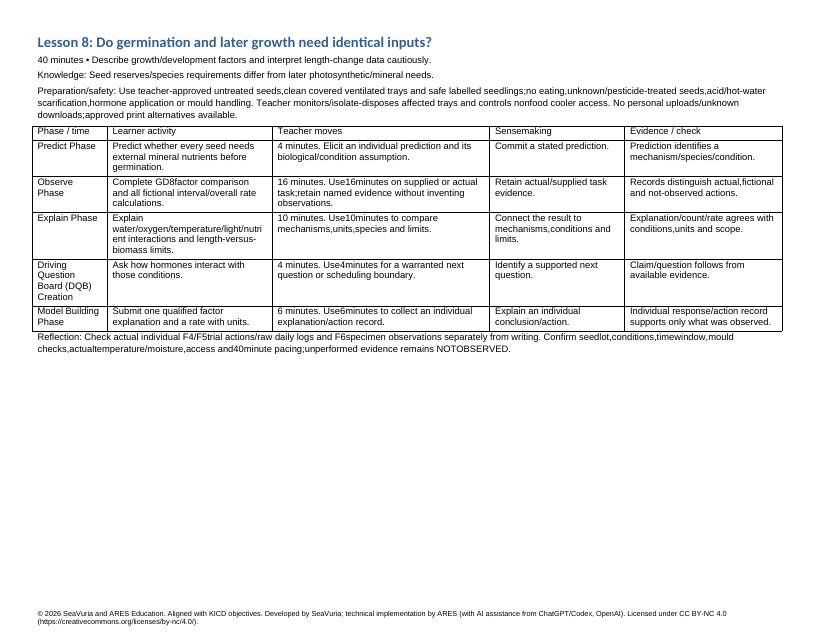 Lesson 8: Do germination and later growth need identical inputs?
40 minutes • Describe growth/development factors and interpret length-change data cautiously.
Knowledge: Seed reserves/species requirements differ from later photosynthetic/mineral needs.
Preparation/safety: Use teacher-approved untreated seeds,clean covered ventilated trays and safe labelled seedlings;no eating,unknown/pesticide-treated seeds,acid/hot-water
scarification,hormone application or mould handling. Teacher monitors/isolate-disposes affected trays and controls nonfood cooler access. No personal uploads/unknown
downloads;approved print alternatives available.
Phase / time
Learner activity
Teacher moves
Sensemaking
Evidence / check
Predict Phase
Predict whether every seed needs
external mineral nutrients before
germination.
4 minutes. Elicit an individual prediction and its
biological/condition assumption.
Commit a stated prediction.
Prediction identifies a
mechanism/species/condition.
Observe
Phase
Complete GD8factor comparison
and all fictional interval/overall rate
calculations.
16 minutes. Use16minutes on supplied or actual
task;retain named evidence without inventing
observations.
Retain actual/supplied task
evidence.
Records distinguish actual,fictional
and not-observed actions.
Explain Phase
Explain
water/oxygen/temperature/light/nutri
ent interactions and length-versus-
biomass limits.
10 minutes. Use10minutes to compare
mechanisms,units,species and limits.
Connect the result to
mechanisms,conditions and
limits.
Explanation/count/rate agrees with
conditions,units and scope.
Driving
Question
Board (DQB)
Creation
Ask how hormones interact with
those conditions.
4 minutes. Use4minutes for a warranted next
question or scheduling boundary.
Identify a supported next
question.
Claim/question follows from
available evidence.
Model Building
Phase
Submit one qualified factor
explanation and a rate with units.
6 minutes. Use6minutes to collect an individual
explanation/action record.
Explain an individual
conclusion/action.
Individual response/action record
supports only what was observed.
Reflection: Check actual individual F4/F5trial actions/raw daily logs and F6specimen observations separately from writing. Confirm seedlot,conditions,timewindow,mould
checks,actualtemperature/moisture,access and40minute pacing;unperformed evidence remains NOTOBSERVED.
© 2026 SeaVuria and ARES Education. Aligned with KICD objectives. Developed by SeaVuria; technical implementation by ARES (with AI assistance from ChatGPT/Codex, OpenAI). Licensed under CC BY-NC 4.0
(https://creativecommons.org/licenses/by-nc/4.0/).